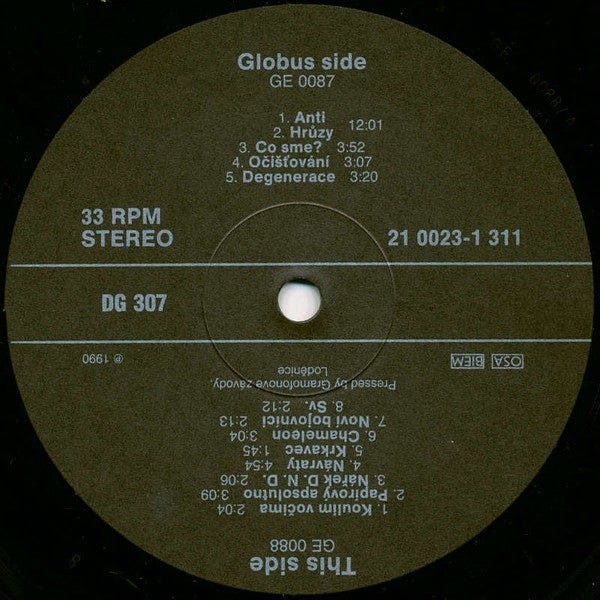 Globus side
GE 0087
1. Anti
2. Hrůzy 12:01
3. Co sme? 3:52
4. Očišťování 3:07
5. Degenerace 3:20
33 RPM
STEREO
21 0023-1 311
DG 307
This side
GE 0088
1. Koulim vočima 2:04
2. Papírový apsolutno 3:09
3. Nářek D. N. D. 2:06
4. Návraty 4:54
5. Krkavec 1:45
6. Chameleon 3:04
7. Noví bojovníci 2:13
8. Sv. 2:12
Pressed by Gramofonové závody,
Loděnice
OSA BIEM
℗ 1990